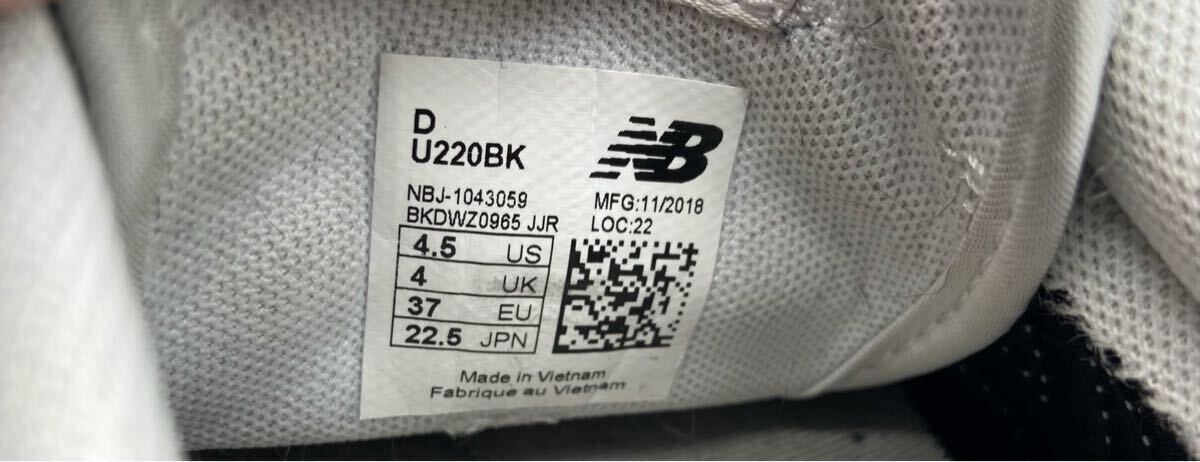 D
U220BK
NBJ-1043059
BKDWZ0965 JJR
NB
MFG:11/2018
LOC:22
4.5 US
4 UK
37 EU
22.5 JPN
Made in Vietnam
Fabrique au Vietnam